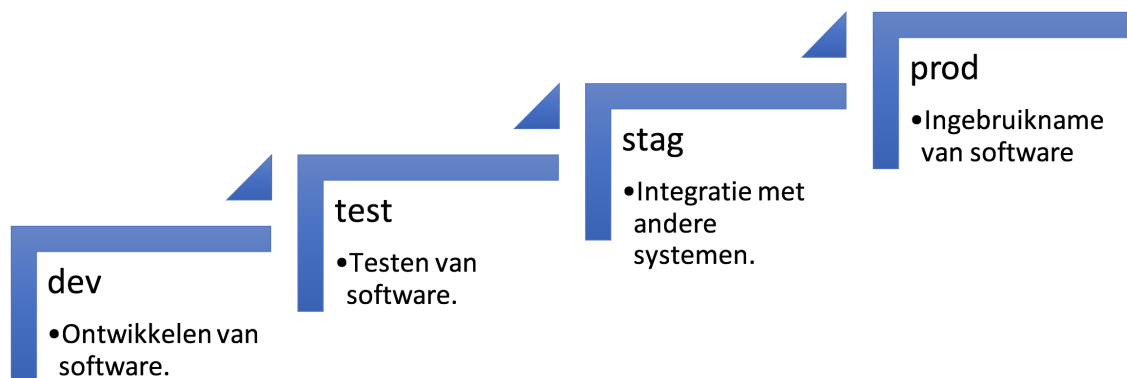 dev
•Ontwikkelen van
software.
test
•Testen van
software.
stag
•Integratie met
andere
systemen.
prod
•Ingebruikname
van software